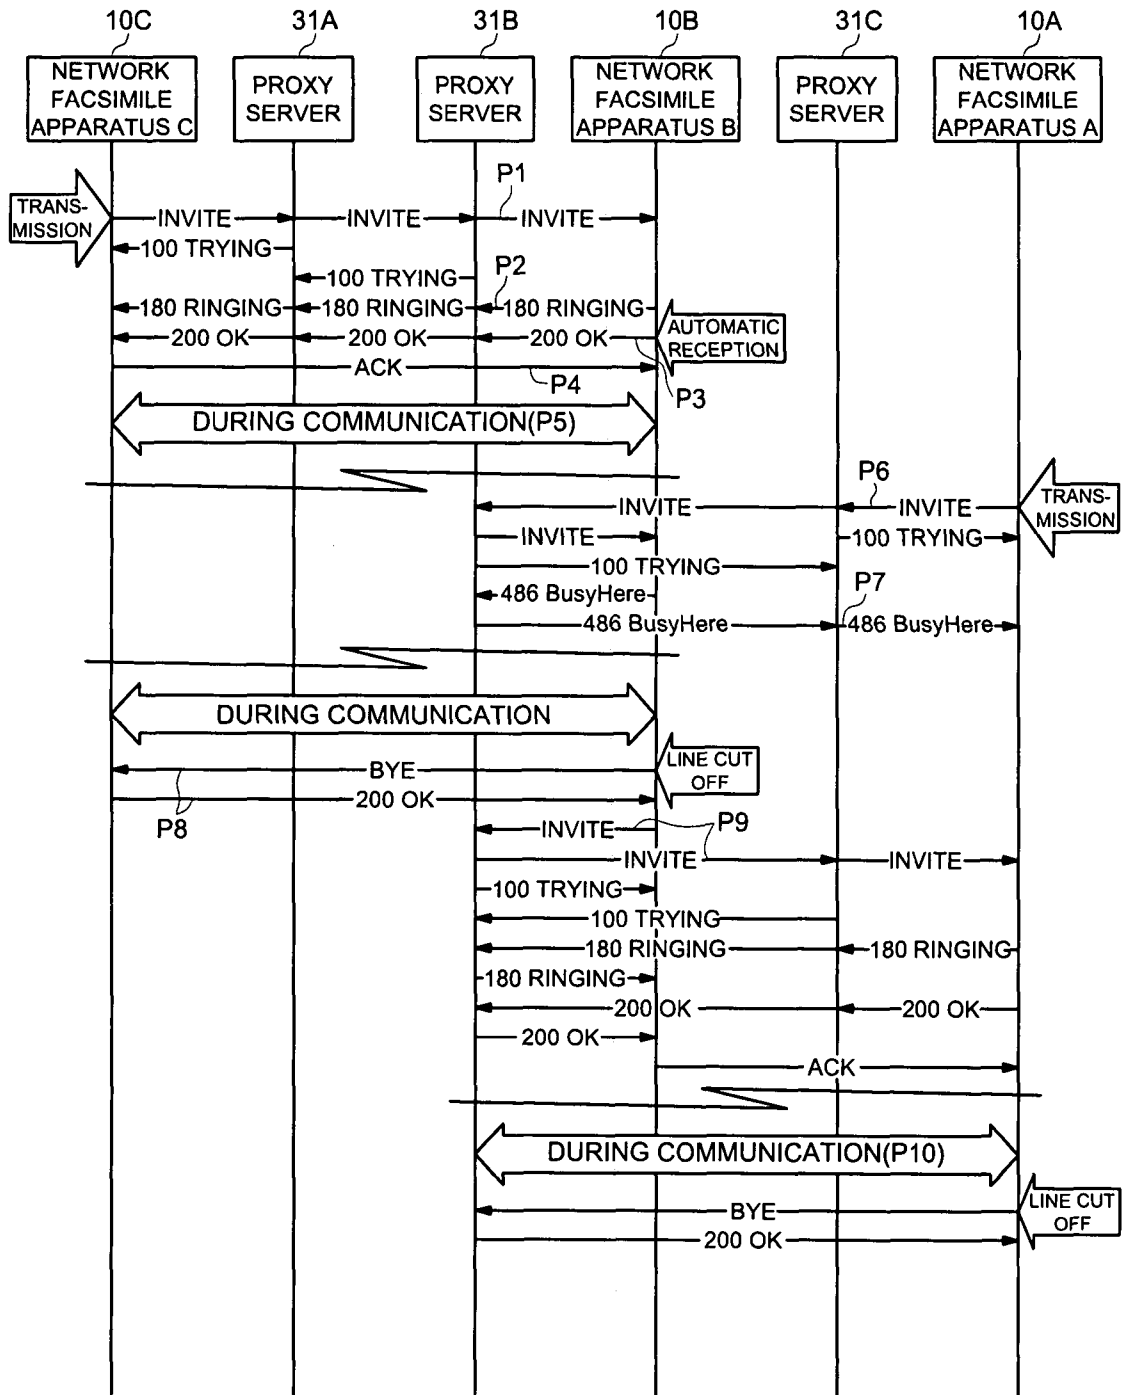 10C 31A 31B 10B 31C 10A
NETWORK FACSIMILE APPARATUS C
PROXY SERVER
PROXY SERVER
NETWORK FACSIMILE APPARATUS B
PROXY SERVER
NETWORK FACSIMILE APPARATUS A
P1
TRANS-
MISSION
INVITE INVITE INVITE
100 TRYING
100 TRYING P2
180 RINGING 180 RINGING 180 RINGING
200 OK 200 OK 200 OK
AUTOMATIC
RECEPTION
ACK P4 P3
DURING COMMUNICATION(P5)
P6
INVITE INVITE
TRANS-
MISSION
INVITE 100 TRYING
100 TRYING
486 BusyHere P7
486 BusyHere 486 BusyHere
DURING COMMUNICATION
BYE
LINE CUT
OFF
200 OK
P8 P9
INVITE
INVITE INVITE
100 TRYING
100 TRYING
180 RINGING 180 RINGING
180 RINGING
200 OK 200 OK
200 OK
ACK
DURING COMMUNICATION(P10)
BYE
LINE CUT
OFF
200 OK